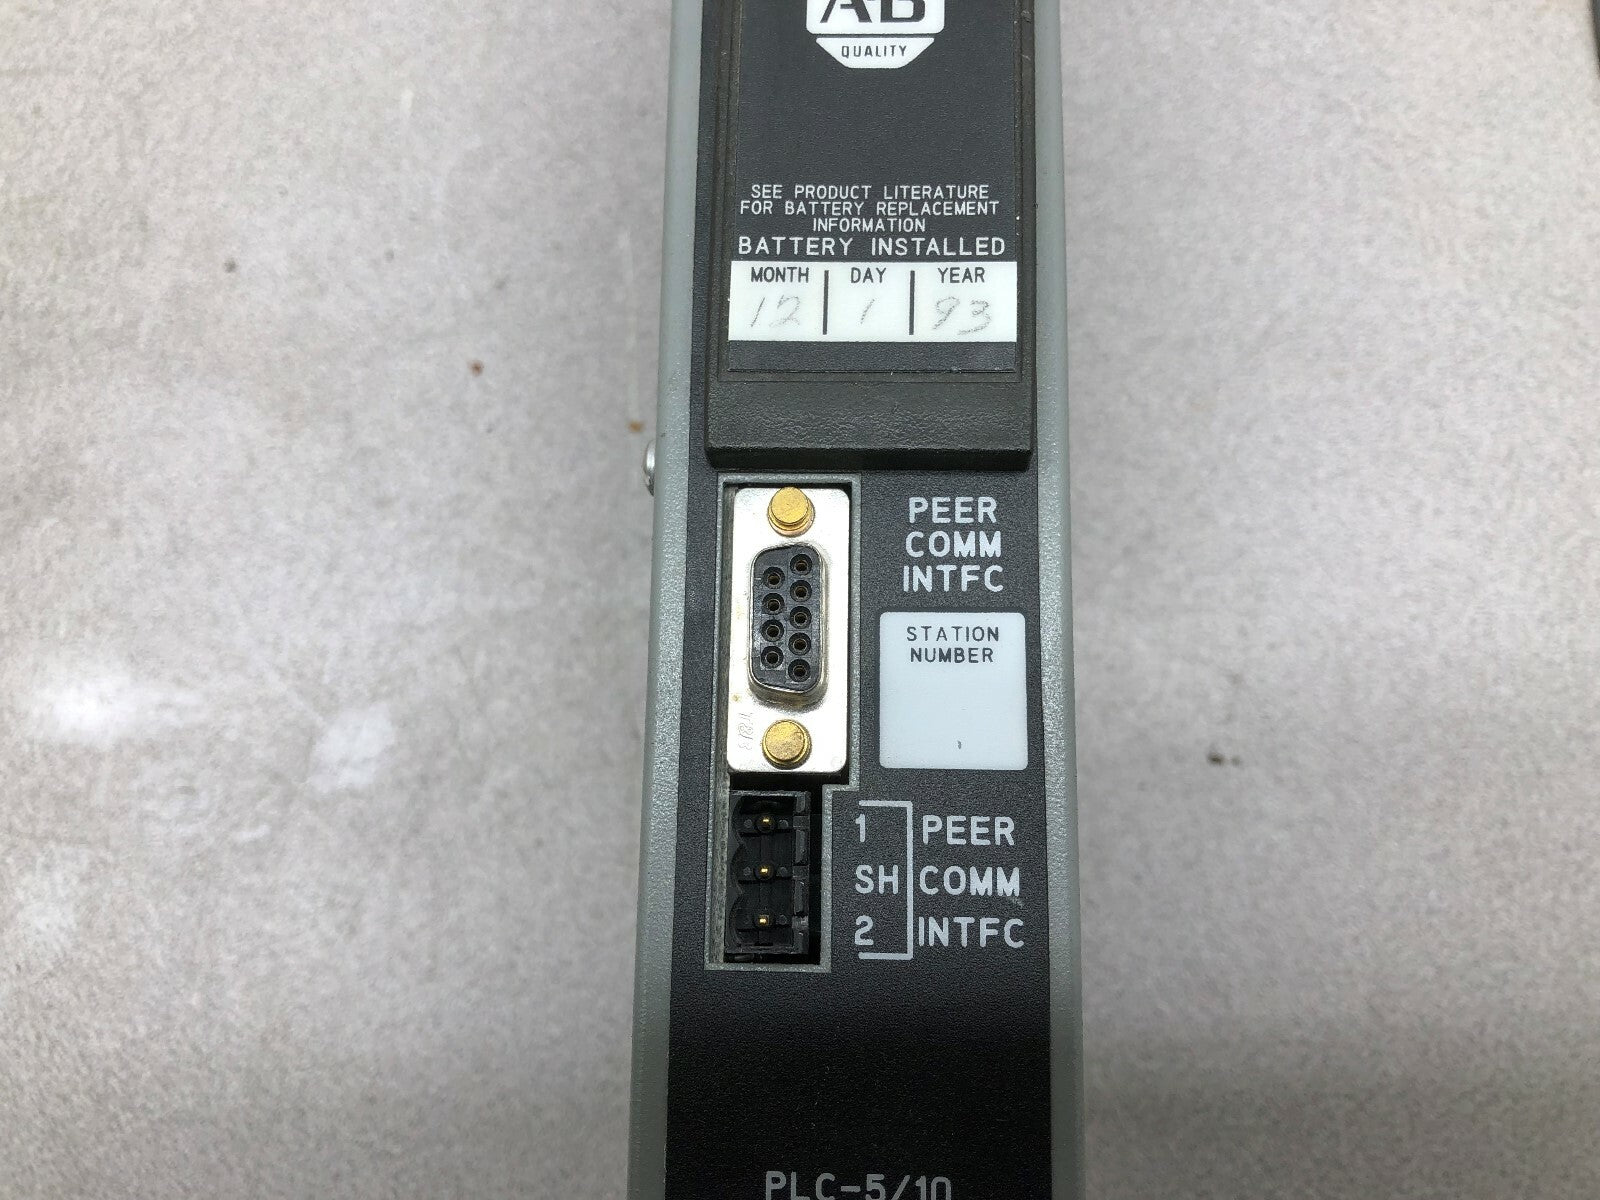 A-B
QUALITY
SEE PRODUCT LITERATURE
FOR BATTERY REPLACEMENT
INFORMATION
BATTERY INSTALLED
MONTH DAY YEAR
12 1 93
PEER
COMM
INTFC
STATION
NUMBER
1 PEER
SH COMM
2 INTFC
PLC-5/10